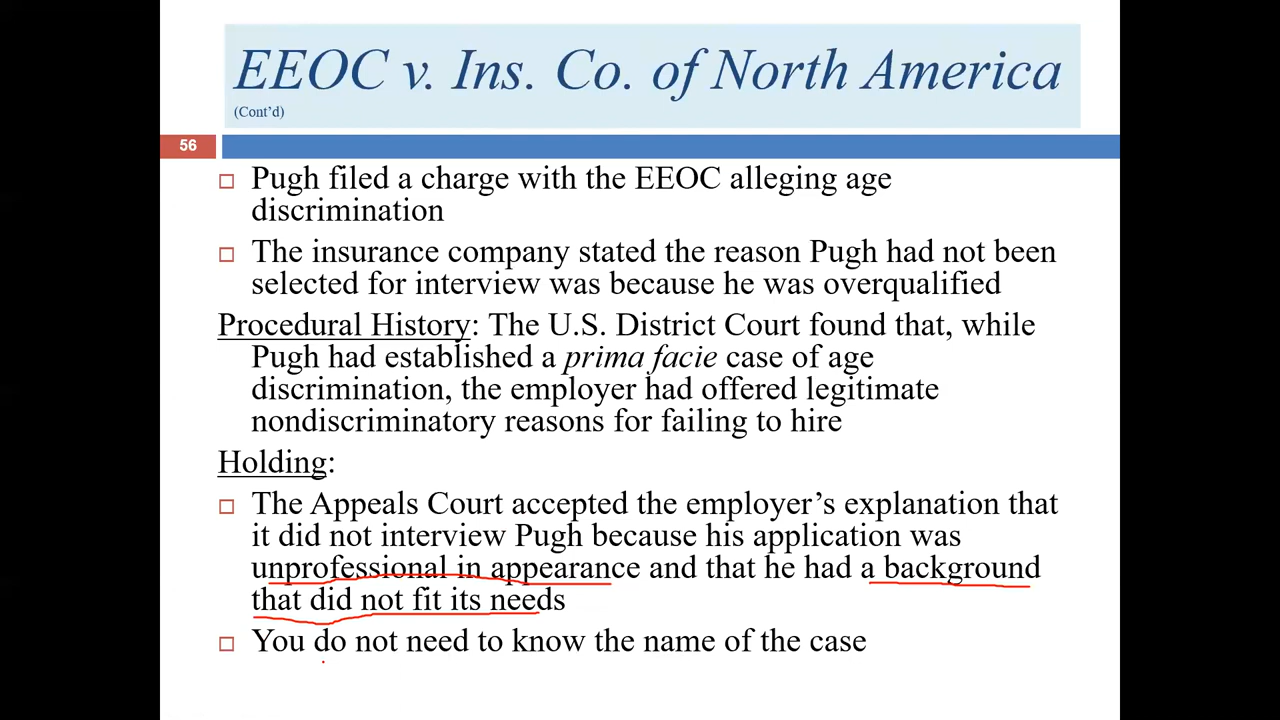 EEOC v. Ins. Co. of North America
(Cont’d)
56
Pugh filed a charge with the EEOC alleging age
discrimination
The insurance company stated the reason Pugh had not been
selected for interview was because he was overqualified
Procedural History: The U.S. District Court found that, while
Pugh had established a prima facie case of age
discrimination, the employer had offered legitimate
nondiscriminatory reasons for failing to hire
Holding:
The Appeals Court accepted the employer’s explanation that
it did not interview Pugh because his application was
unprofessional in appearance and that he had a background
that did not fit its needs
You do not need to know the name of the case